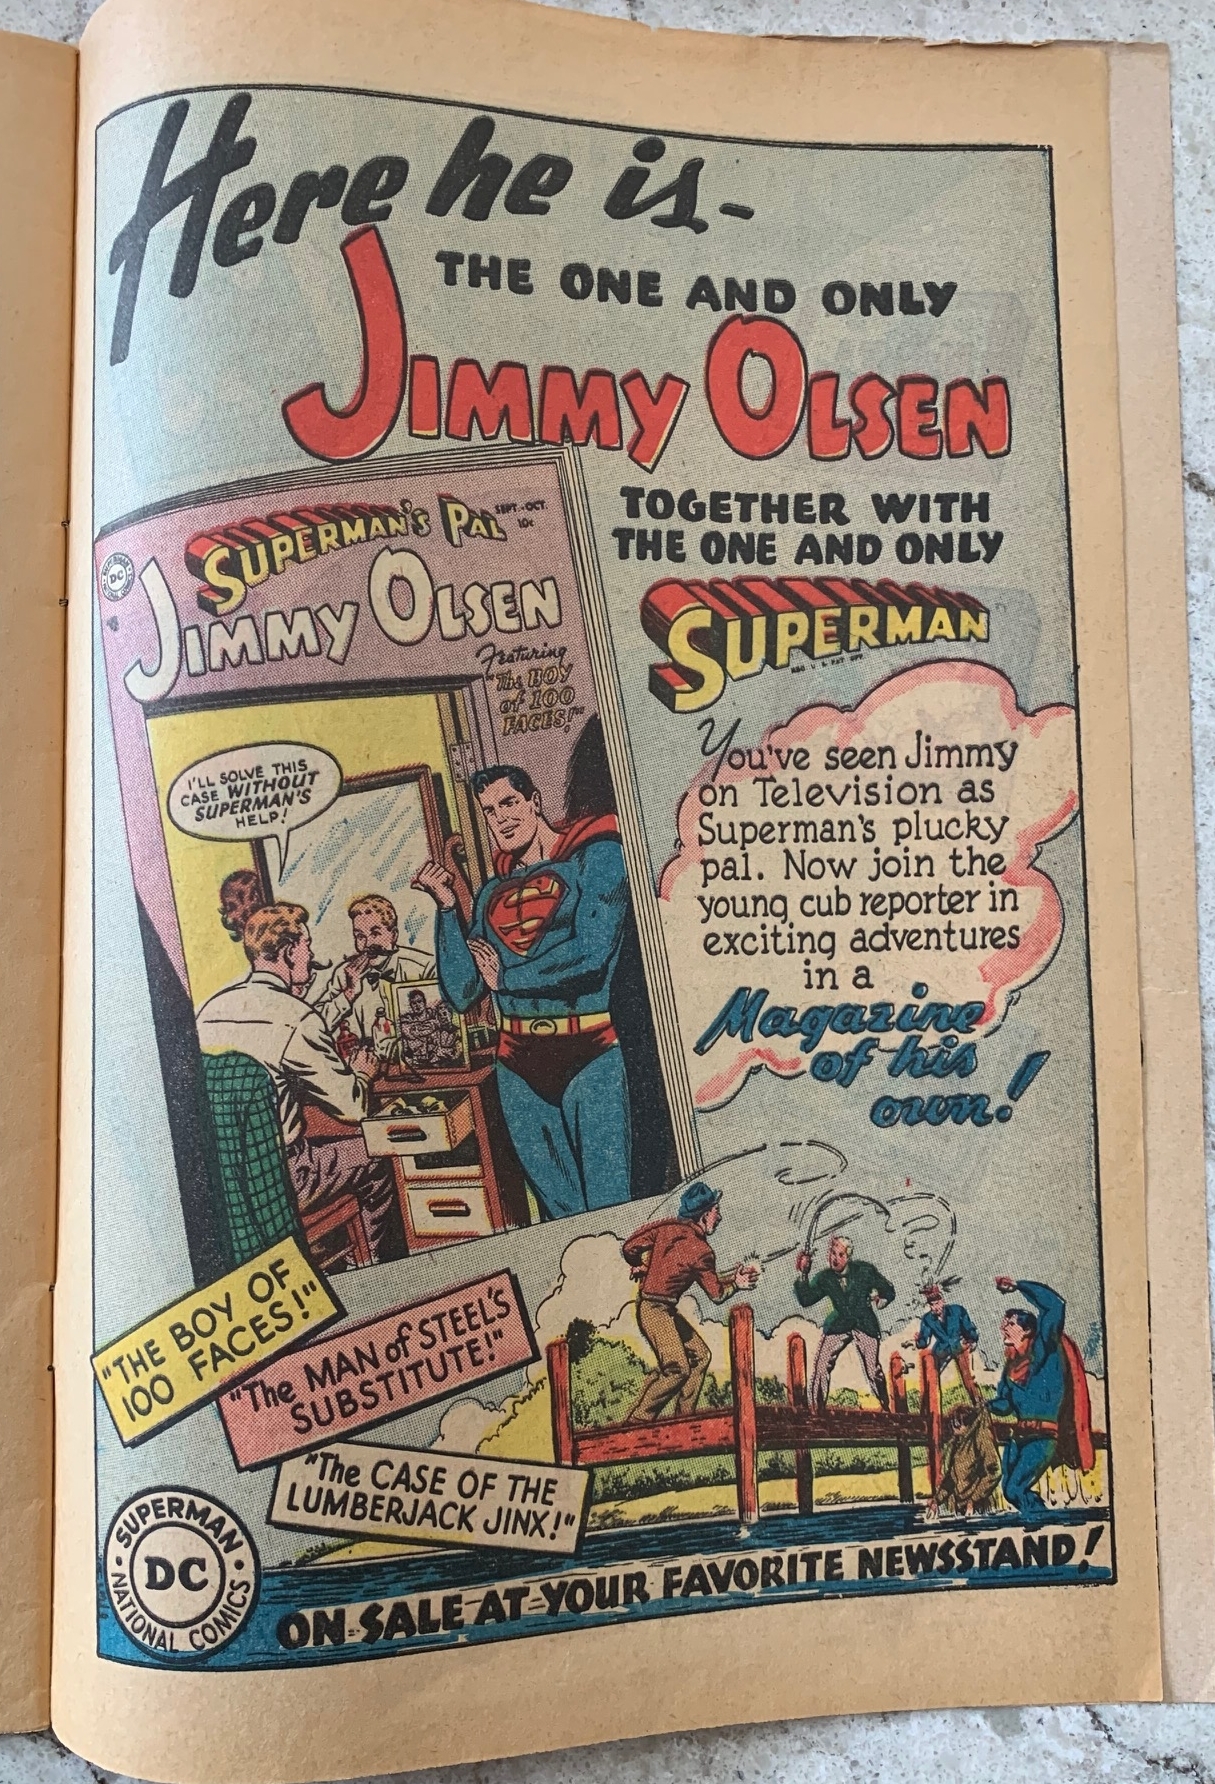 Here he is-
THE ONE AND ONLY
JIMMY OLSEN
TOGETHER WITH
THE ONE AND ONLY
SUPERMAN
REG. U. S. PAT. OFF.
SUPERMAN'S PAL
SEPT.-OCT.
10¢
JIMMY OLSEN
DC
Featuring
"The BOY
of 100
FACES!"
I'LL SOLVE THIS
CASE WITHOUT
SUPERMAN'S
HELP!
You've seen Jimmy
on Television as
Superman's plucky
pal. Now join the
young cub reporter in
exciting adventures
in a
Magazine
of his
own!
"THE BOY OF
100 FACES!"
"The MAN of STEEL'S
SUBSTITUTE!"
"The CASE OF THE
LUMBERJACK JINX!"
SUPERMAN
DC
NATIONAL COMICS
ON SALE AT YOUR FAVORITE NEWSSTAND!